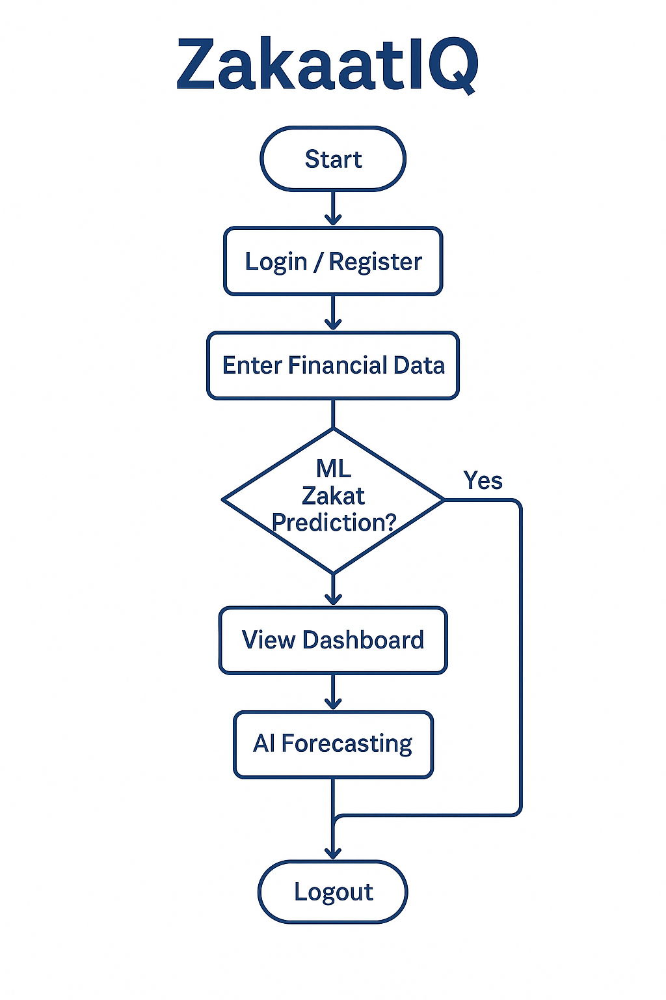 ZakaatIQ
Start
Login / Register
Enter Financial Data
ML
Zakat
Prediction?
Yes
View Dashboard
AI Forecasting
Logout